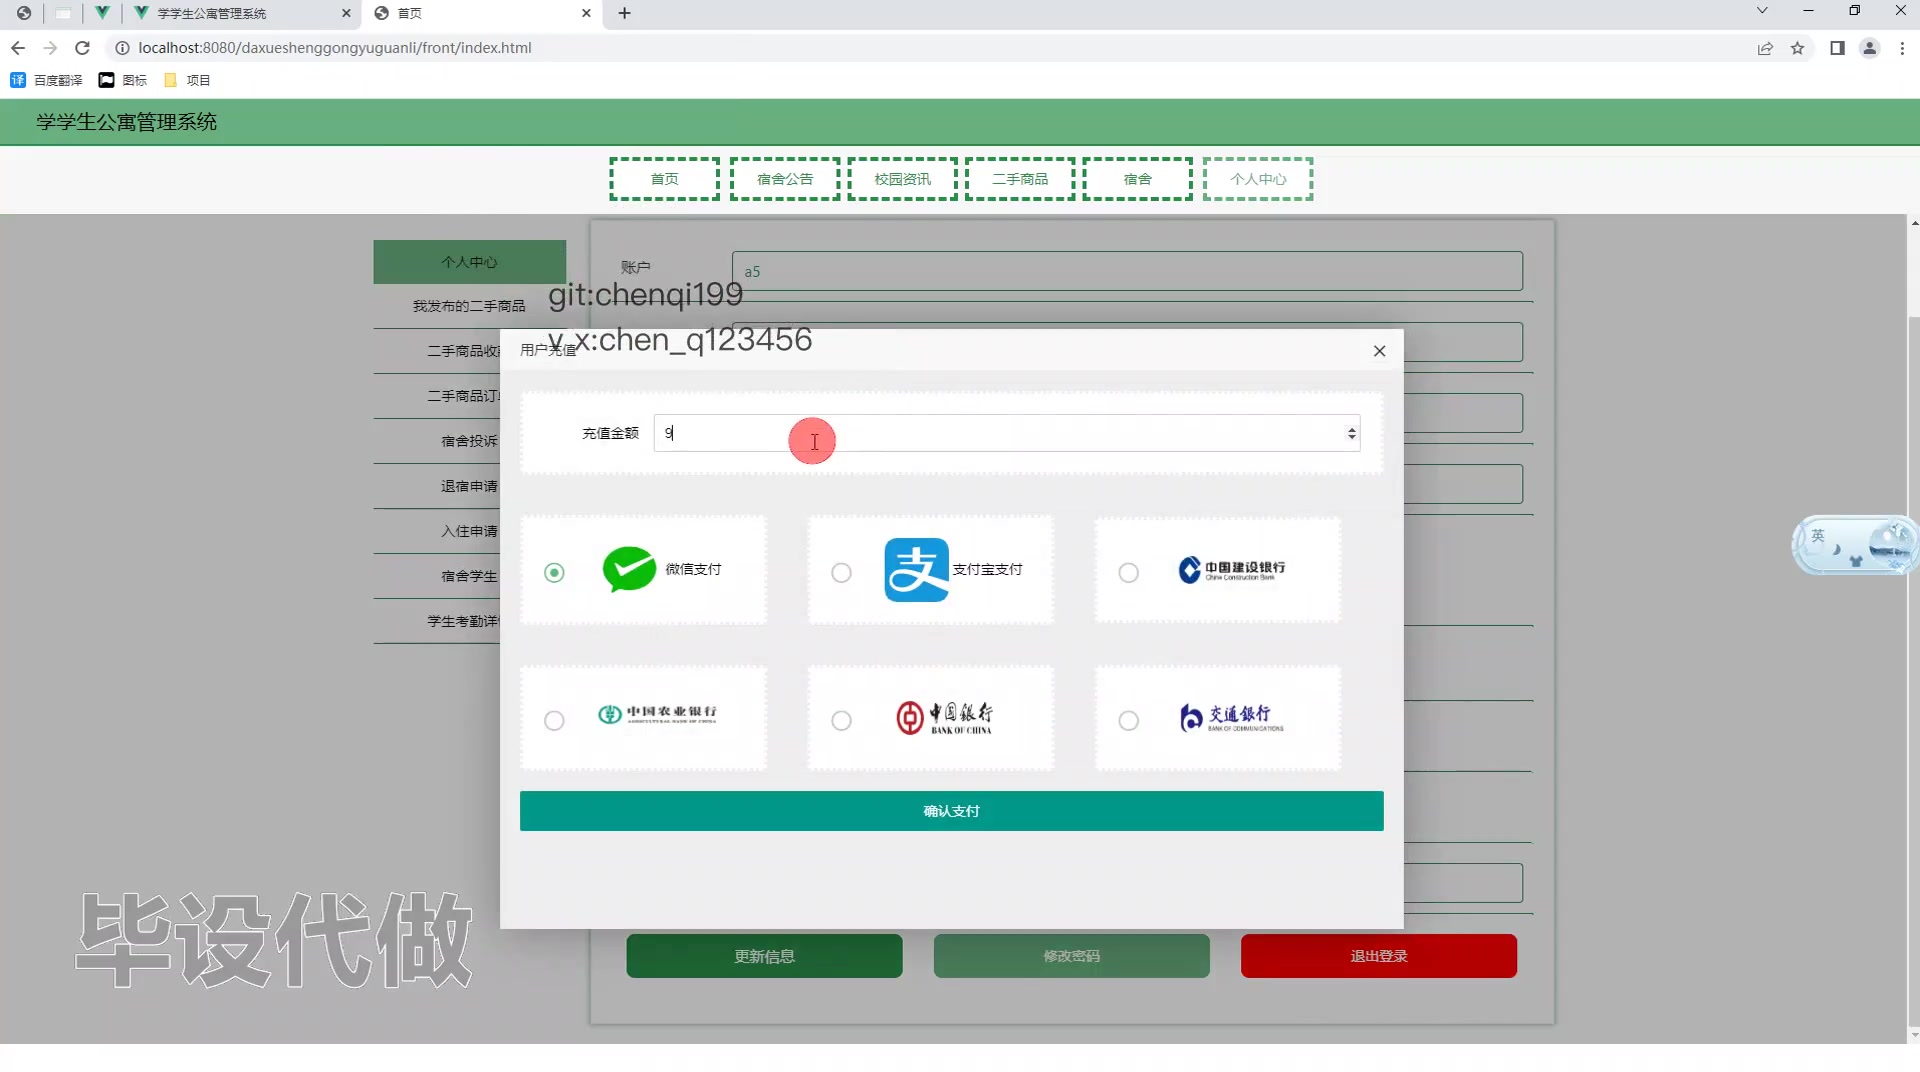 学学生公寓管理系统
首页
localhost:8080/daxueshenggongyuguanli/front/index.html
百度翻译
图标
项目
学学生公寓管理系统
首页
宿舍公告
校园资讯
二手商品
宿舍
个人中心
个人中心
我发布的二手商品
二手商品收
二手商品订
宿舍投诉
退宿申请
入住申请
宿舍学生
学生考勤详
账户
a5
git:chenqi199
v x:chen_q123456
用户充值
充值金额
9
微信支付
支
支付宝支付
中国建设银行
China Construction Bank
中国农业银行
AGRICULTURAL BANK OF CHINA
中国银行
BANK OF CHINA
交通银行
BANK OF COMMUNICATIONS
确认支付
更新信息
修改密码
退出登录
英
毕设代做